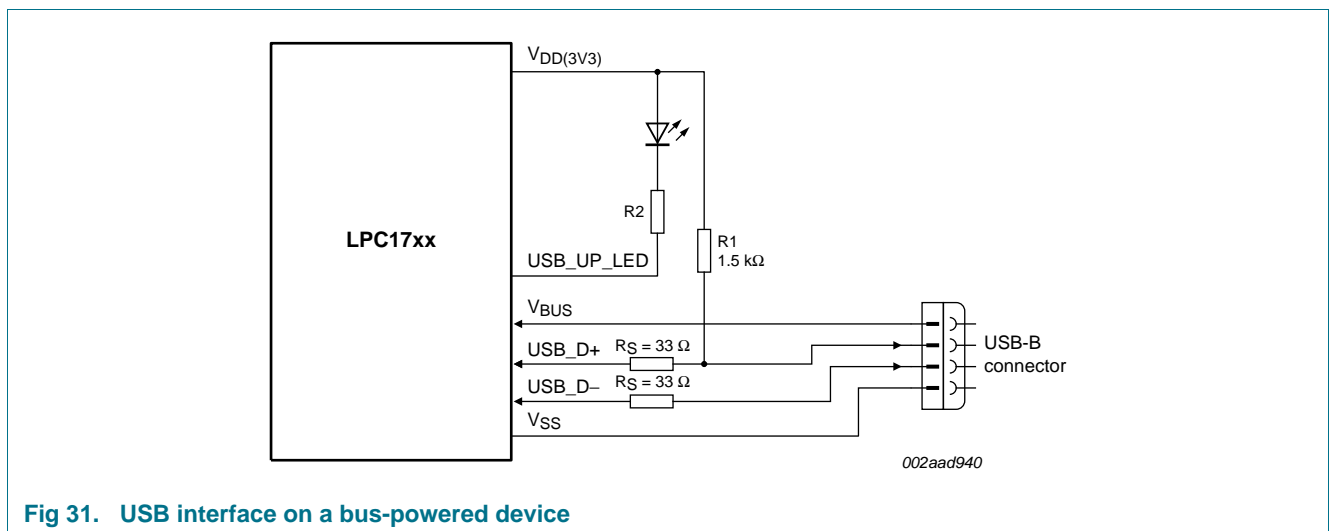 VDD(3V3)
R2
LPC17xx
R1
1.5 kΩ
USB_UP_LED
VBUS
USB_D+
RS = 33 Ω
USB_D−
RS = 33 Ω
VSS
USB-B
connector
002aad940
Fig 31. USB interface on a bus-powered device